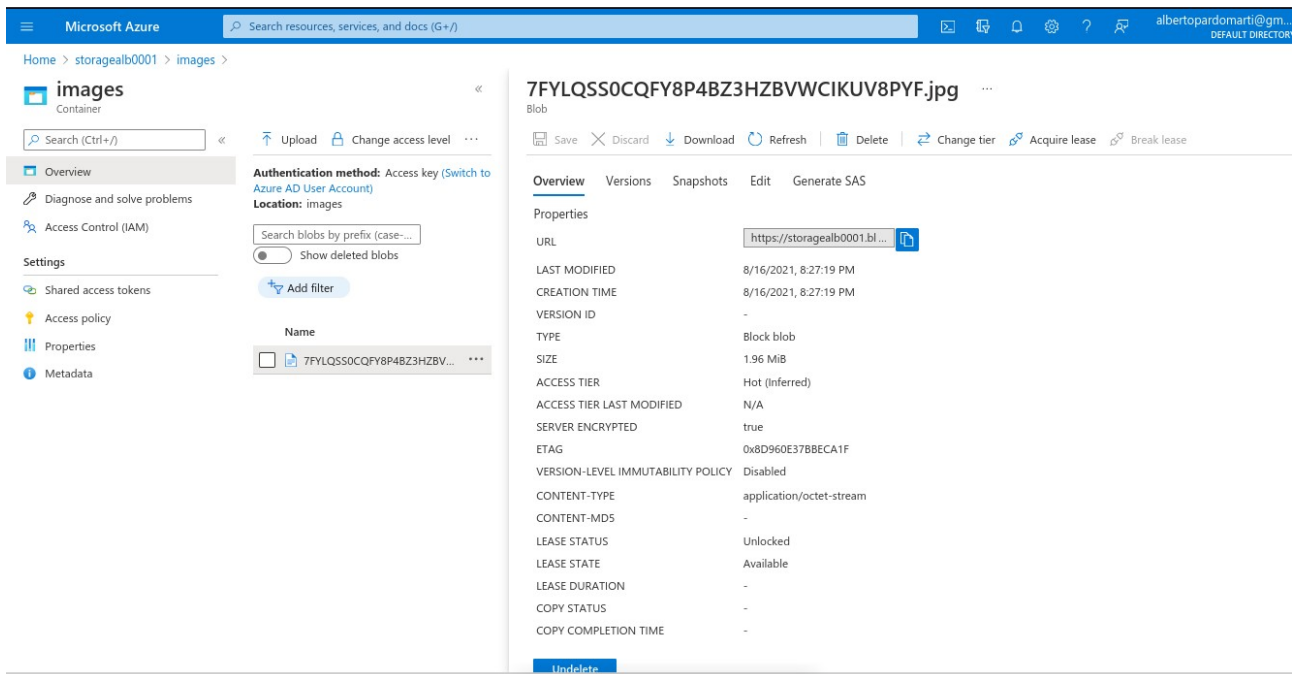 Microsoft Azure
Search resources, services, and docs (G+/)
albertopardomarti@gm...
DEFAULT DIRECTORY
Home > storagealb0001 > images >
images
Container
Search (Ctrl+/)
Overview
Diagnose and solve problems
Access Control (IAM)
Settings
Shared access tokens
Access policy
Properties
Metadata
Upload Change access level ...
Authentication method: Access key (Switch to
Azure AD User Account)
Location: images
Search blobs by prefix (case-...
Show deleted blobs
Add filter
Name
7FYLQSS0CQFY8P4BZ3HZBV... ...
7FYLQSS0CQFY8P4BZ3HZBVWCIKUV8PYF.jpg ...
Blob
Save Discard Download Refresh Delete Change tier Acquire lease Break lease
Overview Versions Snapshots Edit Generate SAS
Properties
URL https://storagealb0001.bl...
LAST MODIFIED 8/16/2021, 8:27:19 PM
CREATION TIME 8/16/2021, 8:27:19 PM
VERSION ID -
TYPE Block blob
SIZE 1.96 MiB
ACCESS TIER Hot (Inferred)
ACCESS TIER LAST MODIFIED N/A
SERVER ENCRYPTED true
ETAG 0x8D960E37BBECA1F
VERSION-LEVEL IMMUTABILITY POLICY Disabled
CONTENT-TYPE application/octet-stream
CONTENT-MD5 -
LEASE STATUS Unlocked
LEASE STATE Available
LEASE DURATION -
COPY STATUS -
COPY COMPLETION TIME -
Undelete